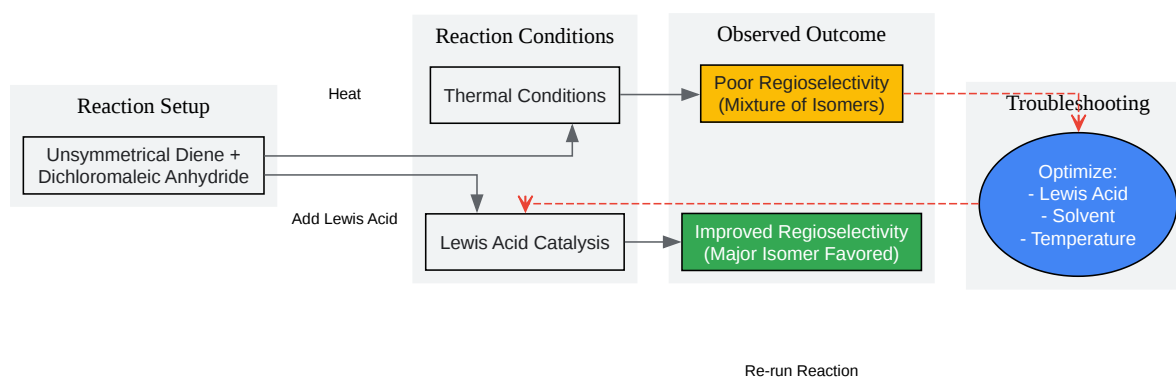 Reaction Setup
Unsymmetrical Diene +
Dichloromaleic Anhydride
Heat
Add Lewis Acid
Reaction Conditions
Thermal Conditions
Lewis Acid Catalysis
Observed Outcome
Poor Regioselectivity
(Mixture of Isomers)
Improved Regioselectivity
(Major Isomer Favored)
Troubleshooting
Optimize:
- Lewis Acid
- Solvent
- Temperature
Re-run Reaction